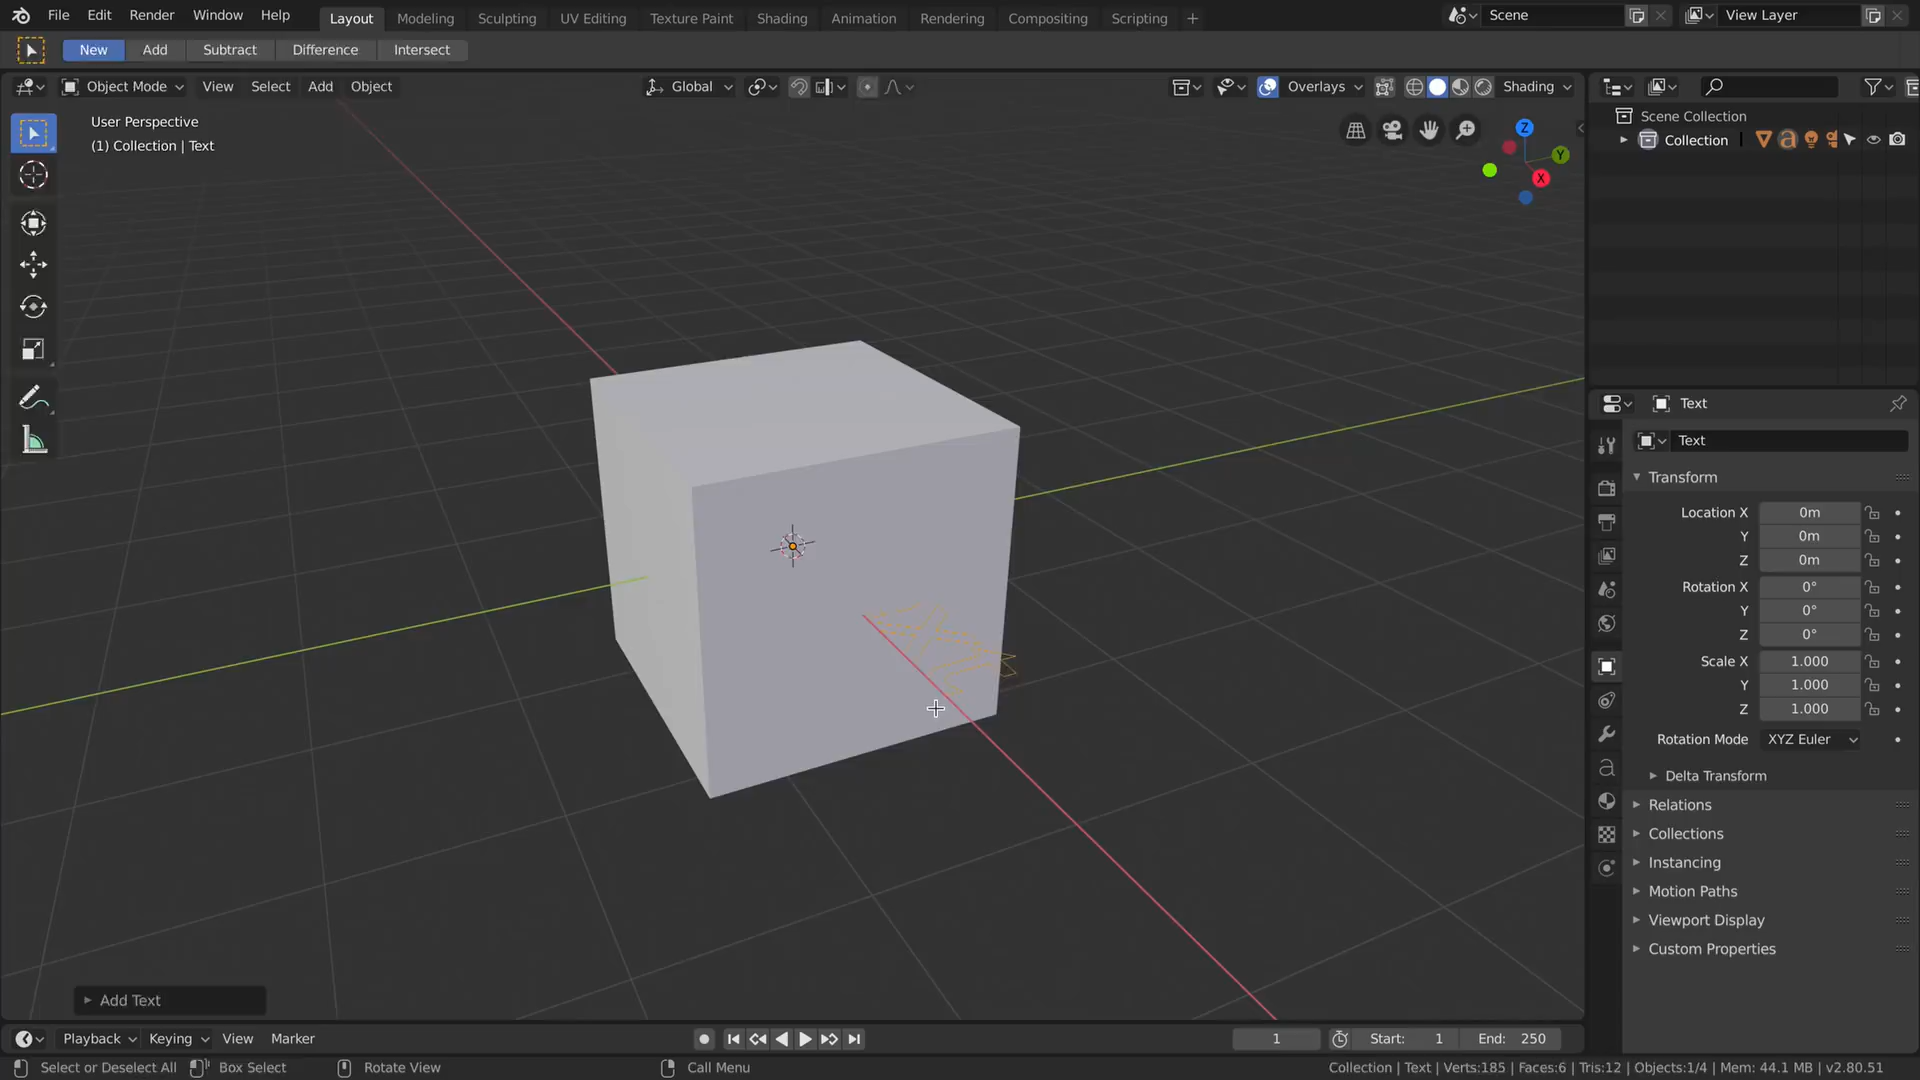 File Edit Render Window Help Layout Modeling Sculpting UV Editing Texture Paint Shading Animation Rendering Compositing Scripting + Scene View Layer
New Add Subtract Difference Intersect
Object Mode View Select Add Object Global Overlays Shading
User Perspective
(1) Collection | Text
Z
Y
X
Scene Collection
Collection
Text
Text
Transform
Location X 0m
Y 0m
Z 0m
Rotation X 0°
Y 0°
Z 0°
Scale X 1.000
Y 1.000
Z 1.000
Rotation Mode XYZ Euler
Delta Transform
Relations
Collections
Instancing
Motion Paths
Viewport Display
Custom Properties
Add Text
Playback Keying View Marker 1 Start: 1 End: 250
Select or Deselect All Box Select Rotate View Call Menu Collection | Text | Verts:185 | Faces:6 | Tris:12 | Objects:1/4 | Mem: 44.1 MB | v2.80.51